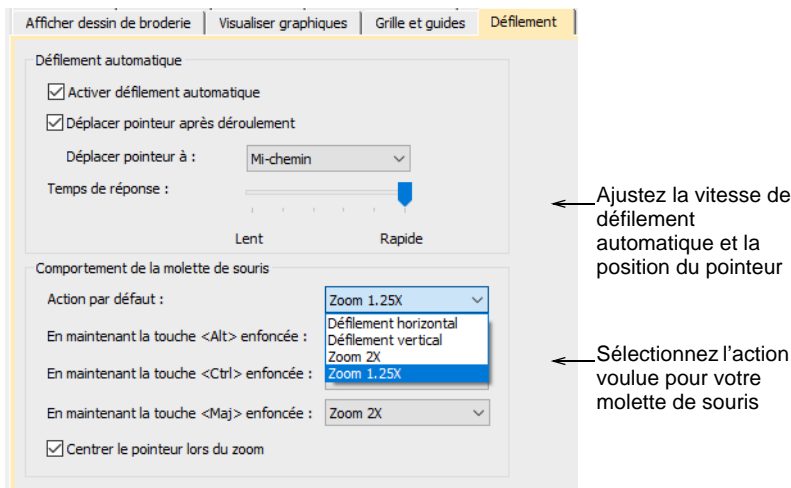 Afficher dessin de broderie
Visualiser graphiques
Grille et guides
Défilement
Défilement automatique
Activer défilement automatique
Déplacer pointeur après déroulement
Déplacer pointeur à :
Mi-chemin
Temps de réponse :
Lent
Rapide
Ajustez la vitesse de
défilement
automatique et la
position du pointeur
Comportement de la molette de souris
Action par défaut :
Zoom 1.25X
Défilement horizontal
Défilement vertical
Zoom 2X
Zoom 1.25X
En maintenant la touche <Alt> enfoncée :
En maintenant la touche <Ctrl> enfoncée :
En maintenant la touche <Maj> enfoncée :
Zoom 2X
Centrer le pointeur lors du zoom
Sélectionnez l'action
voulue pour votre
molette de souris